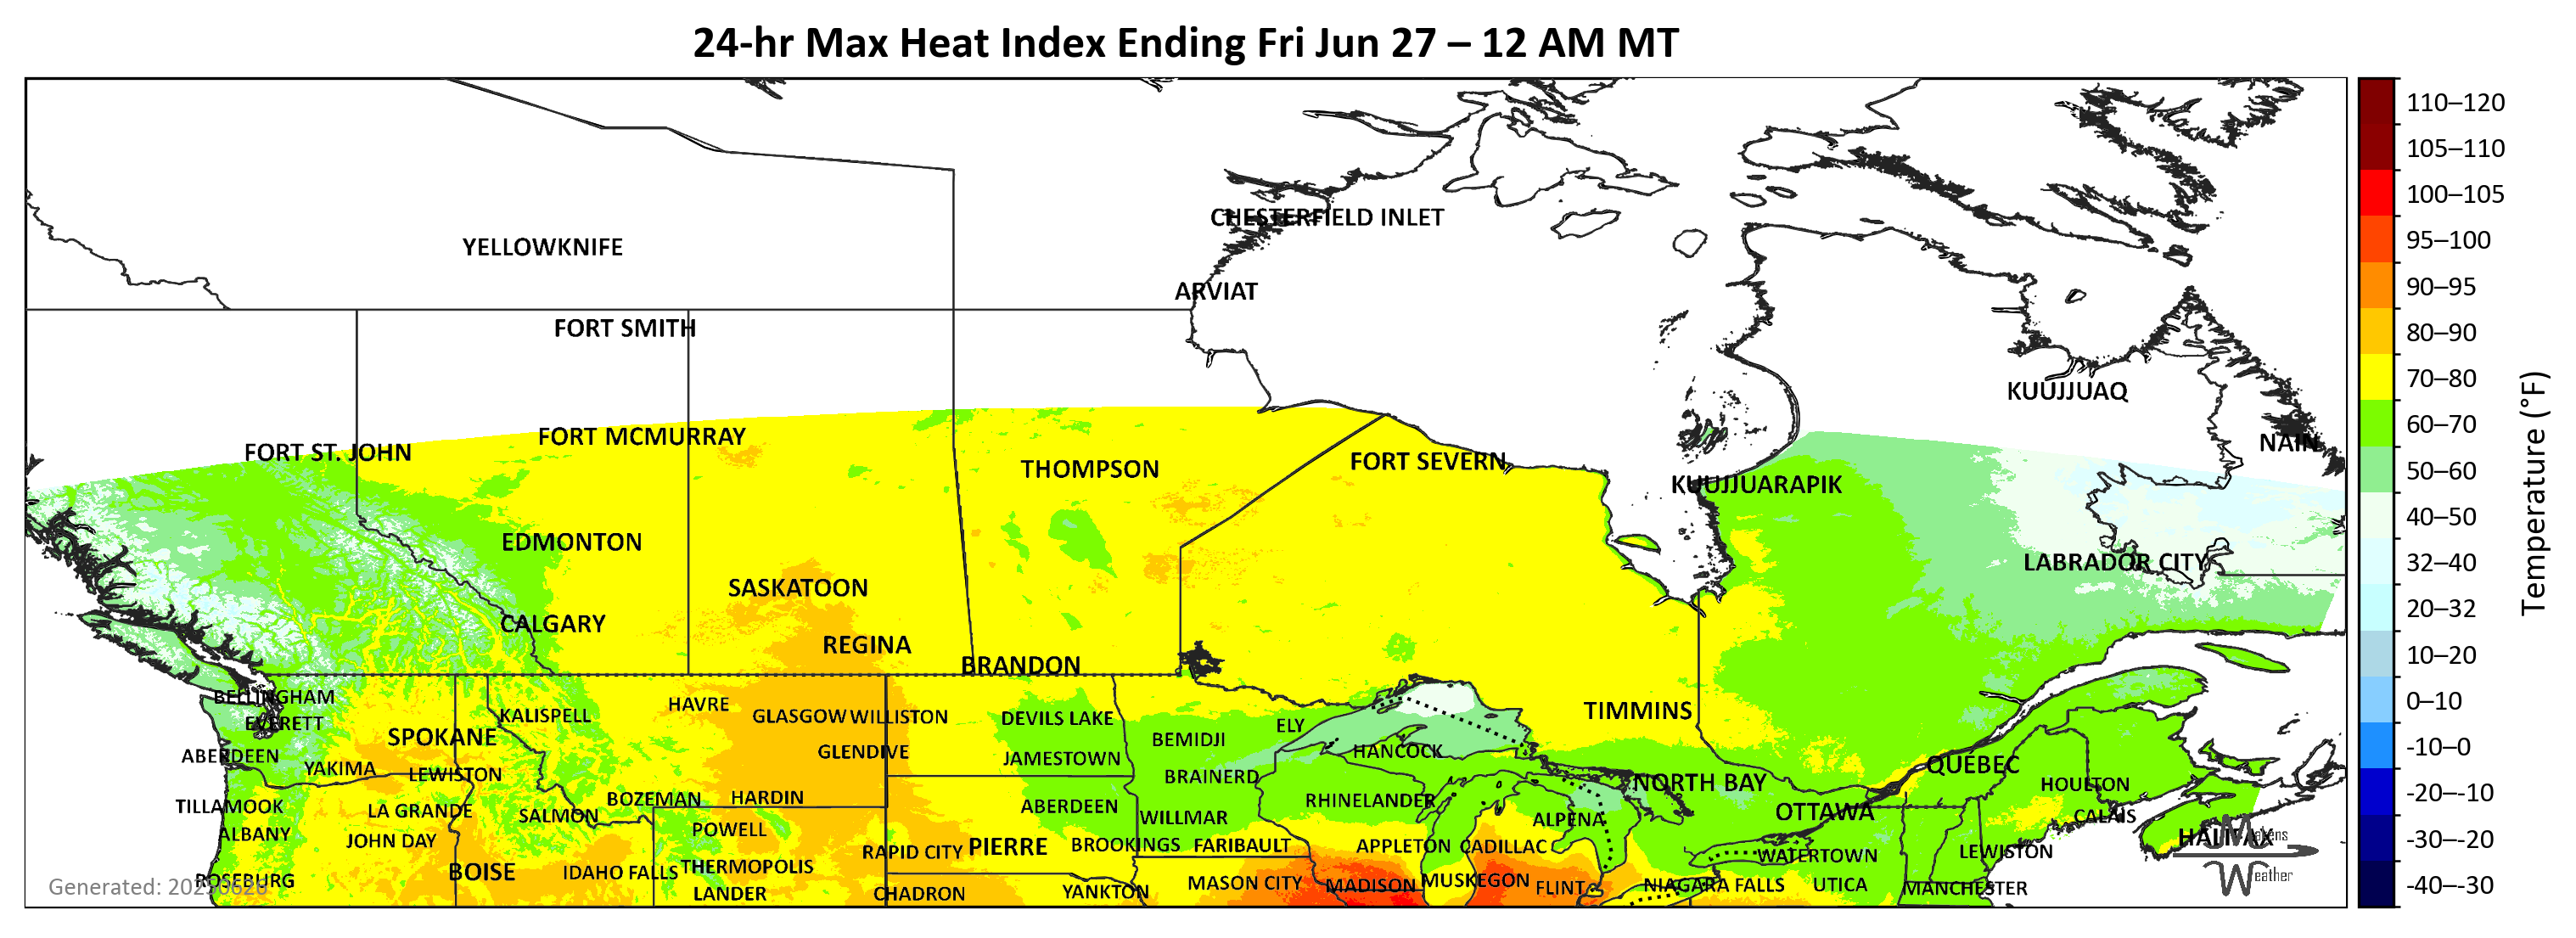 24-hr Max Heat Index Ending Fri Jun 27 – 12 AM MT
110–120
105–110
CHESTERFIELD INLET
100–105
YELLOWKNIFE
95–100
ARVIAT
90–95
FORT SMITH
80–90
KUUJJUAQ
70–80
FORT ST. JOHN
FORT MCMURRAY
THOMPSON
FORT SEVERN
NAIN
60–70
KUUJJUARAPIK
50–60
EDMONTON
40–50
LABRADOR CITY
32–40
SASKATOON
CALGARY
20–32
REGINA
BRANDON
10–20
BELLINGHAM
EVERETT
KALISPELL
HAVRE
GLASGOW
WILLISTON
DEVILS LAKE
ELY
TIMMINS
0–10
SPOKANE
BEMIDJI
ABERDEEN
GLENDIVE
JAMESTOWN
HANCOCK
-10–0
YAKIMA
LEWISTON
BRAINERD
NORTH BAY
QUEBEC
HOULTON
TILLAMOOK
LA GRANDE
SALMON
BOZEMAN
HARDIN
ABERDEEN
WILLMAR
RHINELANDER
ALPENA
OTTAWA
CALAIS
-20–-10
ALBANY
JOHN DAY
POWELL
RAPID CITY
PIERRE
BROOKINGS
FARIBAULT
APPLETON
CADILLAC
WATERTOWN
LEWISTON
HALIFAX
-30–-20
ROSEBURG
BOISE
IDAHO FALLS
THERMOPOLIS
LANDER
CHADRON
YANKTON
MASON CITY
MADISON
MUSKEGON
FLINT
NIAGARA FALLS
UTICA
MANCHESTER
-40–-30
Temperature (°F)
Generated: 20250626
Matens
Weather